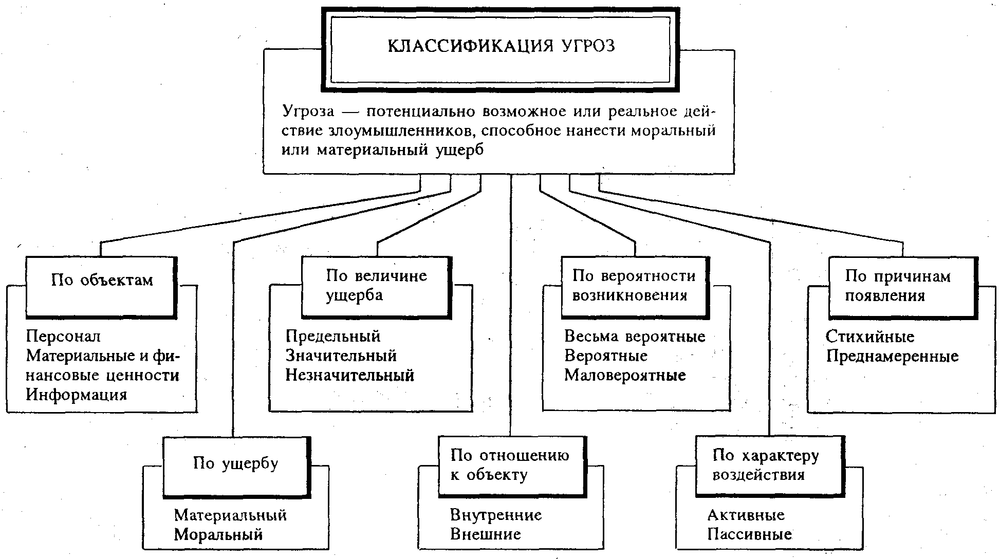 КЛАССИФИКАЦИЯ УГРОЗ
Угроза — потенциально возможное или реальное дей-
ствие злоумышленников, способное нанести моральный
или материальный ущерб
По объектам
Персонал
Материальные и фи-
нансовые ценности
Информация
По величине
ущерба
Предельный
Значительный
Незначительный
По вероятности
возникновения
Весьма вероятные
Вероятные
Маловероятные
По причинам
появления
Стихийные
Преднамеренные
По ущербу
Материальный
Моральный
По отношению
к объекту
Внутренние
Внешние
По характеру
воздействия
Активные
Пассивные